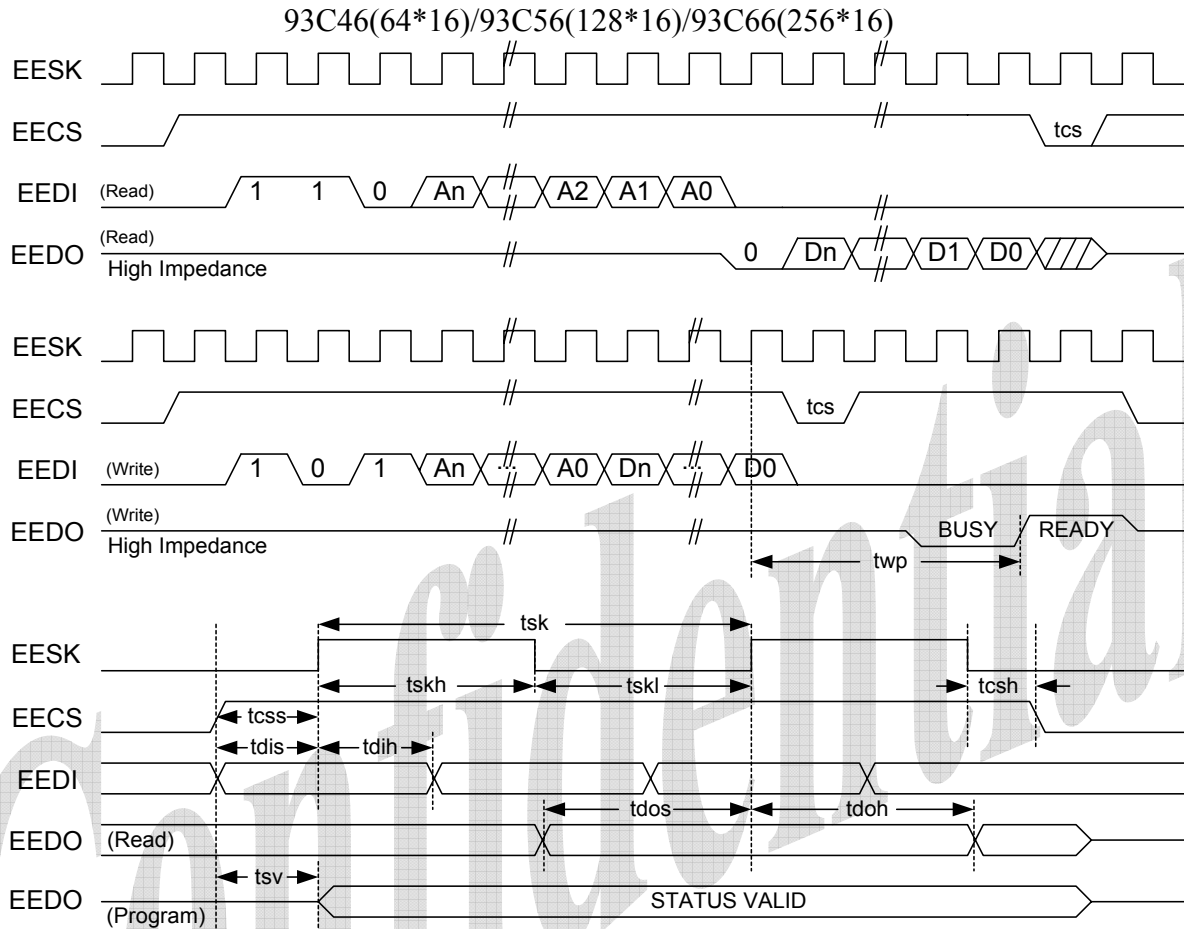 93C46(64*16)/93C56(128*16)/93C66(256*16)
EESK
EECS tcs
EEDI (Read) 1 1 0 An A2 A1 A0
EEDO (Read) High Impedance 0 Dn D1 D0
EESK
EECS tcs
EEDI (Write) 1 0 1 An ... A0 Dn ... D0
EEDO (Write) High Impedance BUSY READY
twp
tsk
EESK
tskh tskl tcsh
EECS tcss
tdis tdih
EEDI
tdos tdoh
EEDO (Read)
tsv
EEDO (Program) STATUS VALID
Confidential